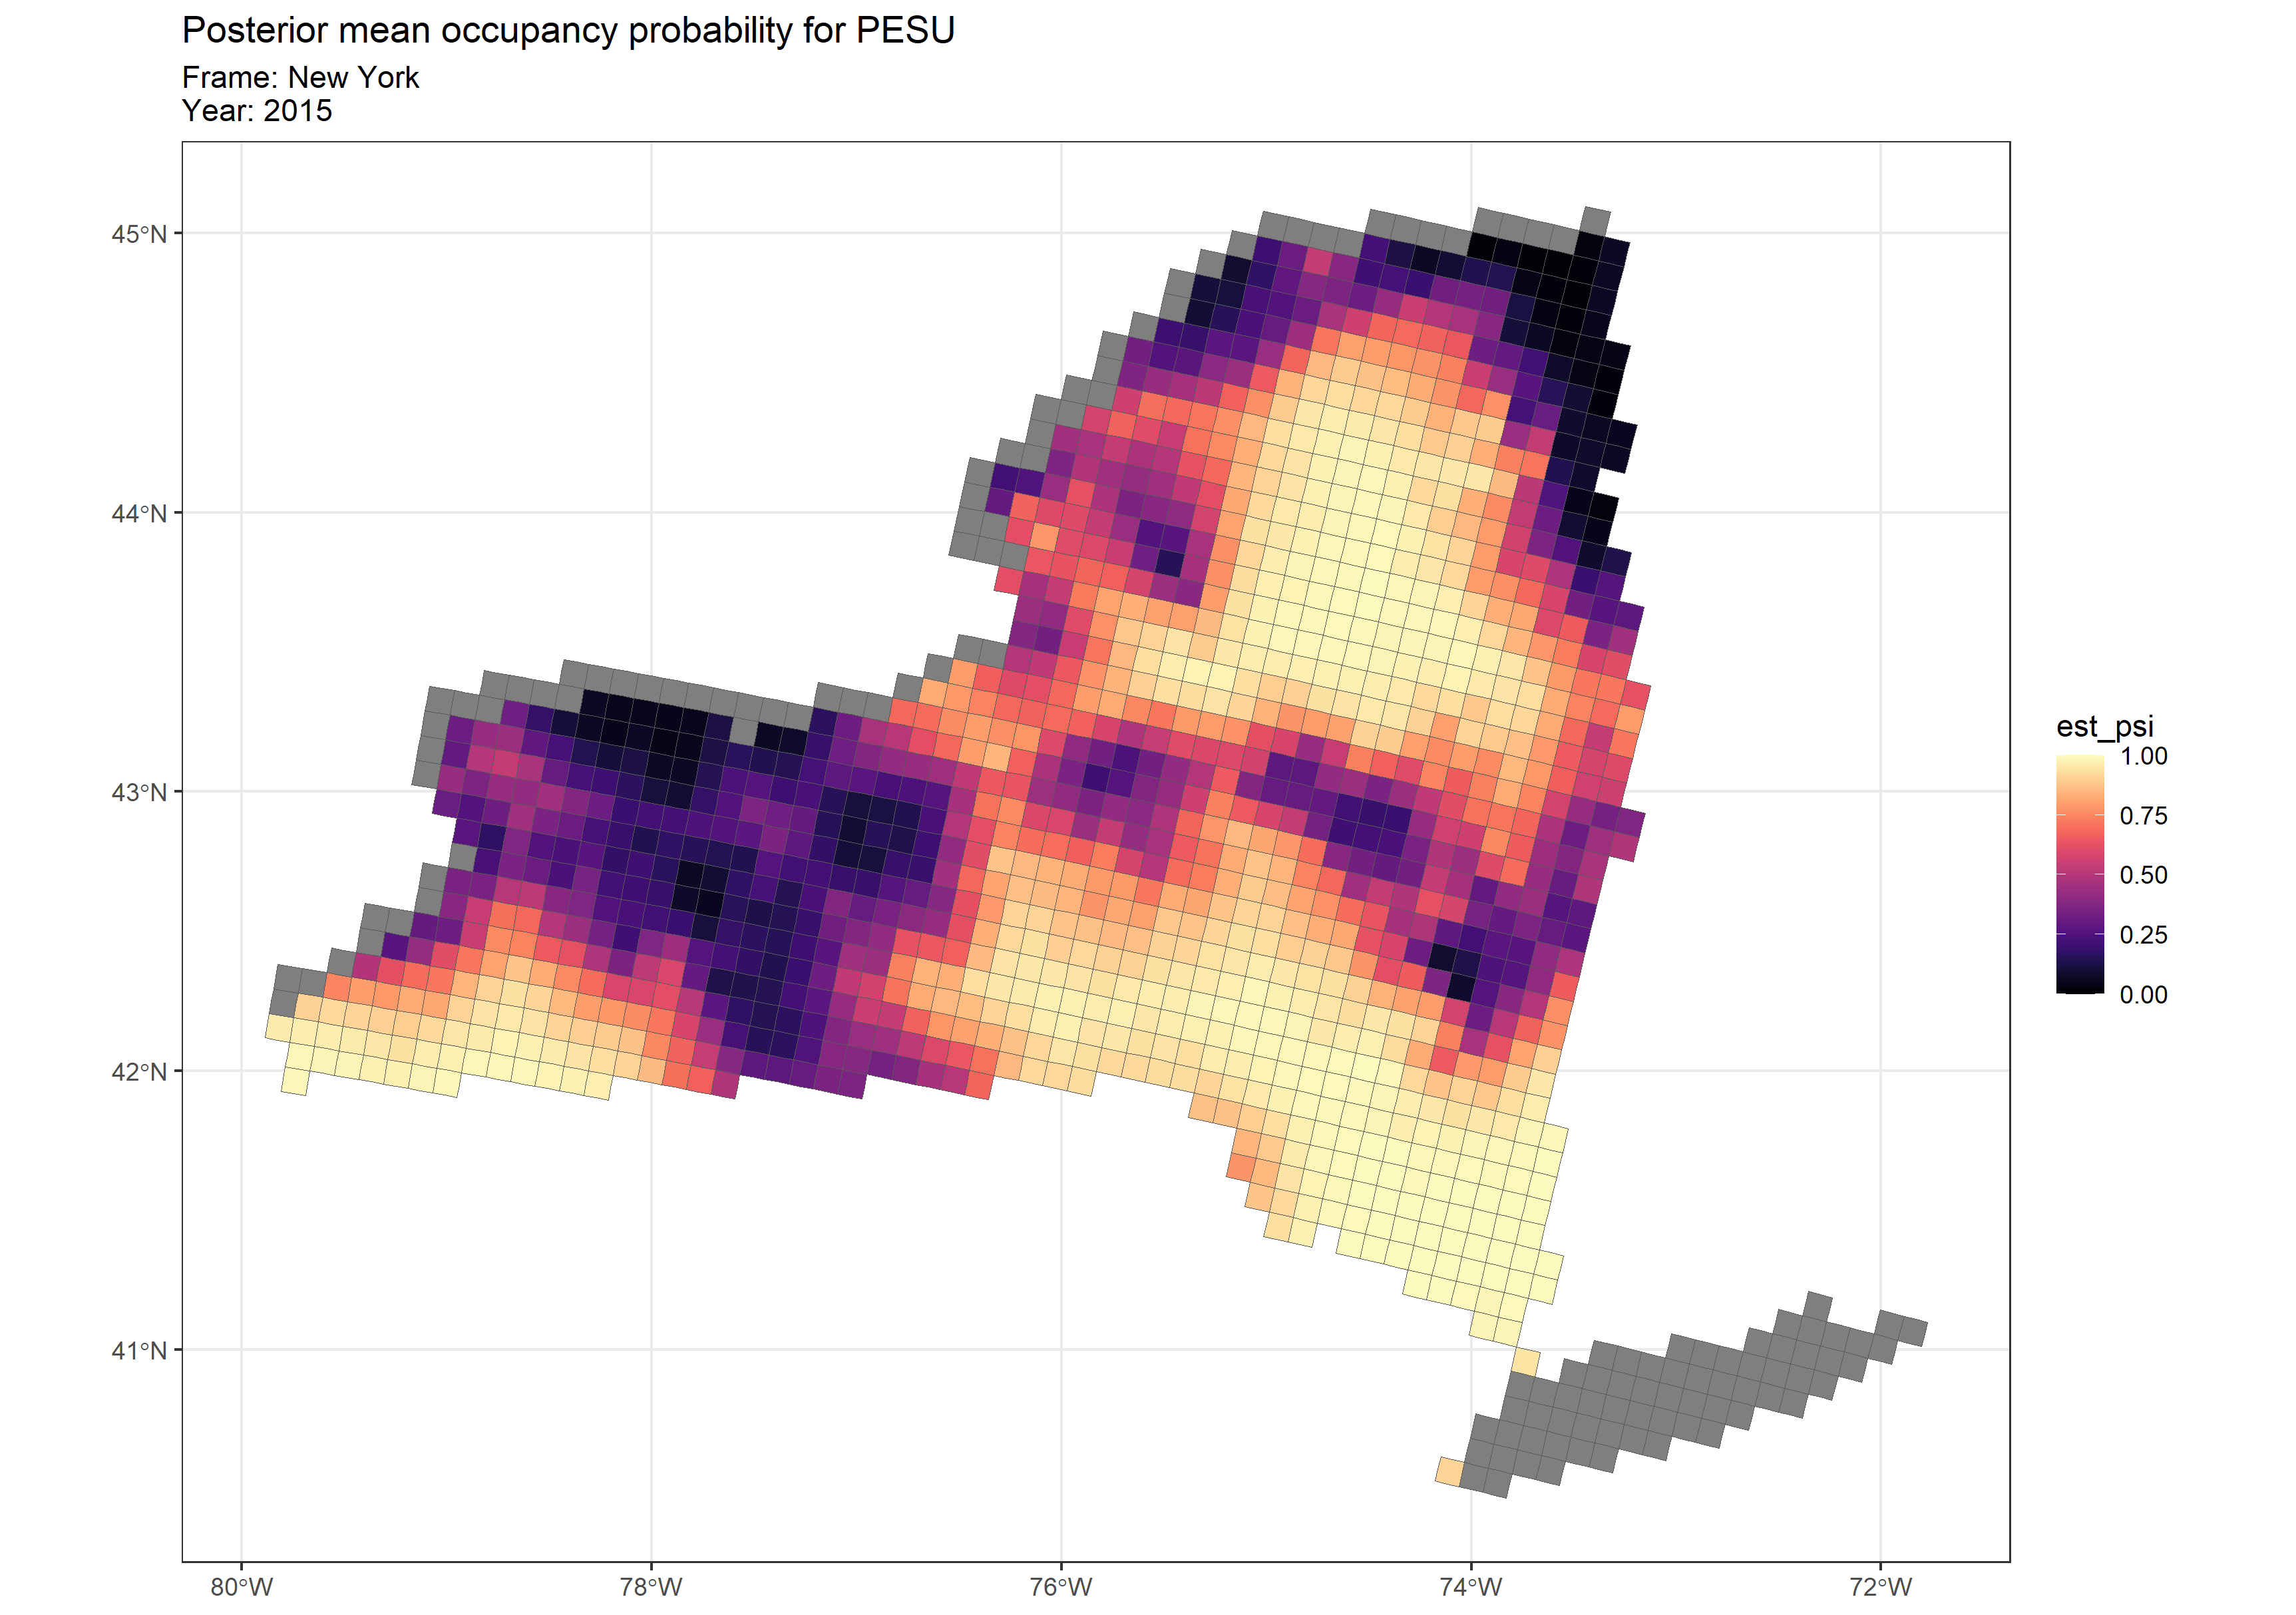 Posterior mean occupancy probability for PESU
Frame: New York
Year: 2015
45°N
44°N
43°N
42°N
41°N
80°W
78°W
76°W
74°W
72°W
est_psi
1.00
0.75
0.50
0.25
0.00